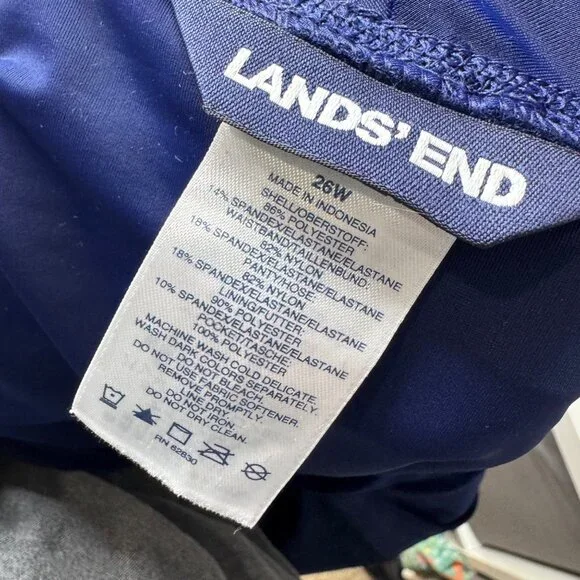 LANDS' END
26W
MADE IN INDONESIA
SHELL/OBERSTOFF:
86% POLYESTER
14% SPANDEX/ELASTANE/ELASTANE
WAISTBAND/TAILLENBUND:
82% NYLON
18% SPANDEX/ELASTANE/ELASTANE
PANTY/HOSE
82% NYLON
18% SPANDEX/ELASTANE/ELASTANE
LINING/FUTTER:
90% POLYESTER
10% SPANDEX/ELASTANE/ELASTANE
POCKET/TASCHE:
100% POLYESTER
MACHINE WASH COLD DELICATE.
WASH DARK COLORS SEPARATELY.
DO NOT BLEACH.
DO NOT USE FABRIC SOFTENER.
REMOVE PROMPTLY.
LINE DRY.
DO NOT IRON.
DO NOT DRY CLEAN.
RN 62830